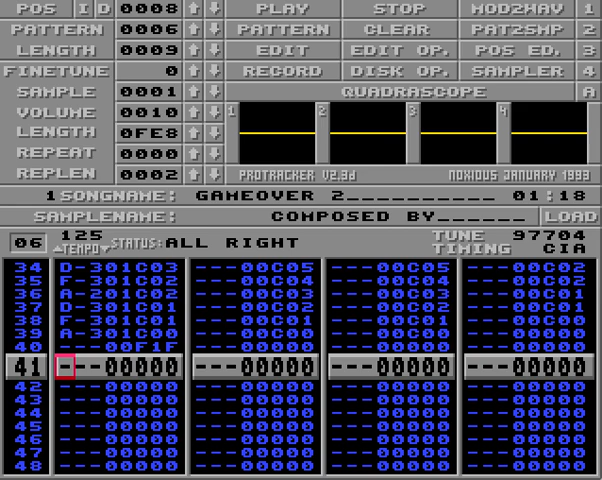 POS I D 0008 PLAY STOP MOD2WAV 1
PATTERN 0006 PATTERN CLEAR PAT2SMP 2
LENGTH 0009 EDIT EDIT OP. POS ED. 3
FINETUNE 0 RECORD DISK OP. SAMPLER 4
SAMPLE 0001 QUADRASCOPE A
VOLUME 0010 1 2 3 4
LENGTH 0FE8
REPEAT 0000
REPLEN 0002 PROTRACKER V2.3d NOXIOUS JANUARY 1993
1 SONGNAME: GAMEOVER 2__________ 01:18
SAMPLENAME: COMPOSED BY______ LOAD
06 125 TEMPO STATUS: ALL RIGHT TUNE 97704
TIMING CIA
34 D-301C03 ---00C05 ---00C05 ---00C02
35 F-301C02 ---00C04 ---00C04 ---00C02
36 A-201C02 ---00C03 ---00C03 ---00C01
37 D-301C01 ---00C02 ---00C02 ---00C01
38 F-301C01 ---00C01 ---00C01 ---00C00
39 A-301C00 ---00C00 ---00C00 ---00C00
40 ---00F1F ---00000 ---00000 ---00000
41 ---00000 ---00000 ---00000 ---00000
42 ---00000 ---00000 ---00000 ---00000
43 ---00000 ---00000 ---00000 ---00000
44 ---00000 ---00000 ---00000 ---00000
45 ---00000 ---00000 ---00000 ---00000
46 ---00000 ---00000 ---00000 ---00000
47 ---00000 ---00000 ---00000 ---00000
48 ---00000 ---00000 ---00000 ---00000